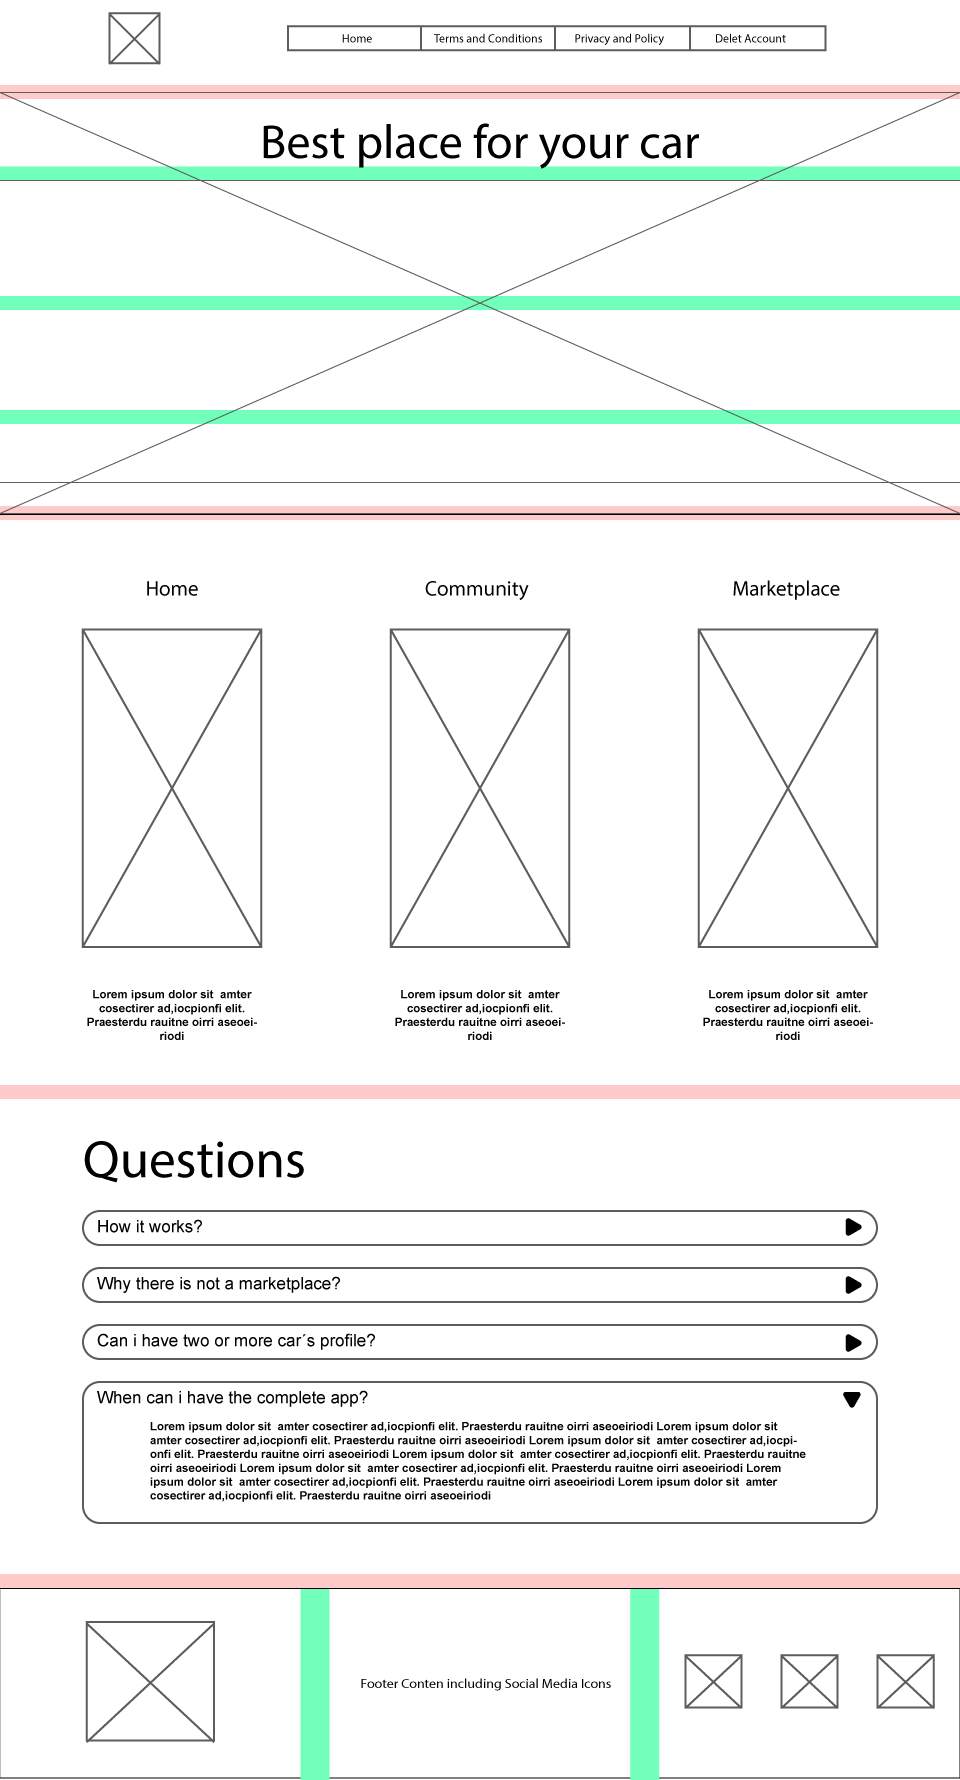 Home
Terms and Conditions
Privacy and Policy
Delet Account
Best place for your car
Home
Community
Marketplace
Lorem ipsum dolor sit  amter
cosectirer ad,iocpionfi elit.
Praesterdu rauitne oirri aseoei-
riodi
Lorem ipsum dolor sit  amter
cosectirer ad,iocpionfi elit.
Praesterdu rauitne oirri aseoei-
riodi
Lorem ipsum dolor sit  amter
cosectirer ad,iocpionfi elit.
Praesterdu rauitne oirri aseoei-
riodi
Questions
How it works?
Why there is not a marketplace?
Can i have two or more car´s profile?
When can i have the complete app?
Lorem ipsum dolor sit  amter cosectirer ad,iocpionfi elit. Praesterdu rauitne oirri aseoeiriodi Lorem ipsum dolor sit
amter cosectirer ad,iocpionfi elit. Praesterdu rauitne oirri aseoeiriodi Lorem ipsum dolor sit  amter cosectirer ad,iocpi-
onfi elit. Praesterdu rauitne oirri aseoeiriodi Lorem ipsum dolor sit  amter cosectirer ad,iocpionfi elit. Praesterdu rauitne
oirri aseoeiriodi Lorem ipsum dolor sit  amter cosectirer ad,iocpionfi elit. Praesterdu rauitne oirri aseoeiriodi Lorem
ipsum dolor sit  amter cosectirer ad,iocpionfi elit. Praesterdu rauitne oirri aseoeiriodi Lorem ipsum dolor sit  amter
cosectirer ad,iocpionfi elit. Praesterdu rauitne oirri aseoeiriodi
Footer Conten including Social Media Icons